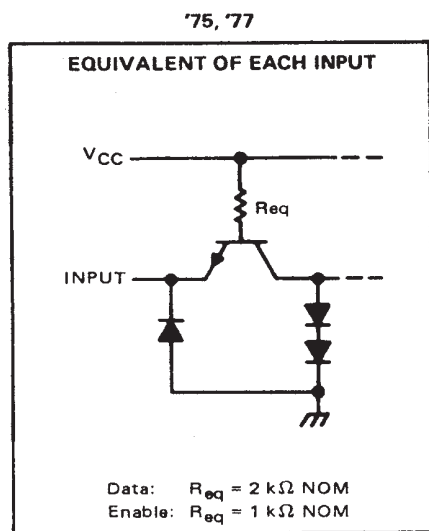 '75, '77
EQUIVALENT OF EACH INPUT
VCC
Req
INPUT
Data: Req = 2 kΩ NOM
Enable: Req = 1 kΩ NOM